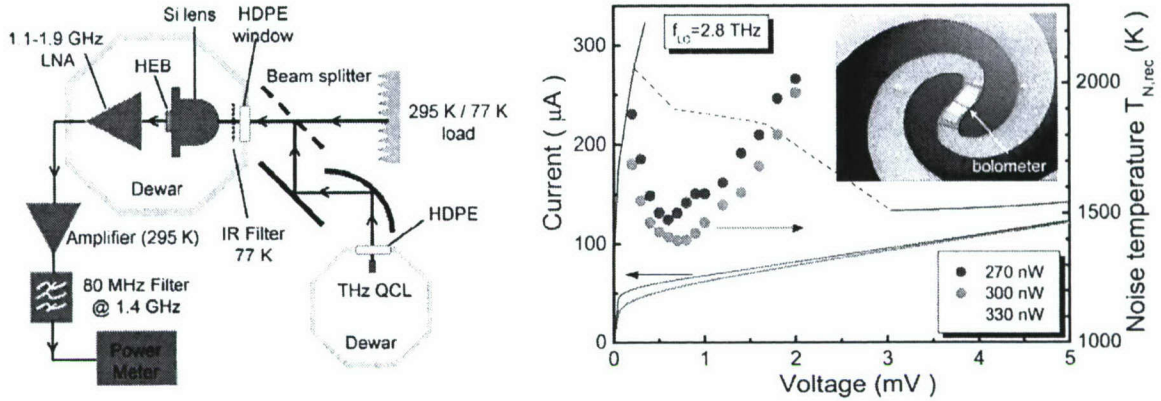 Si lens
HDPE
window
1.1-1.9 GHz
LNA
HEB
Beam splitter
295 K / 77 K
load
Dewar
Amplifier (295 K)
IR Filter
77 K
HDPE
80 MHz Filter
@ 1.4 GHz
THz QCL
Dewar
Power
Meter
Current ( μA)
300
200
100
0
f_LO=2.8 THz
bolometer
270 nW
300 nW
330 nW
0 1 2 3 4 5
Voltage (mV )
2000
1500
1000
Noise temperature T_N,rec (K)